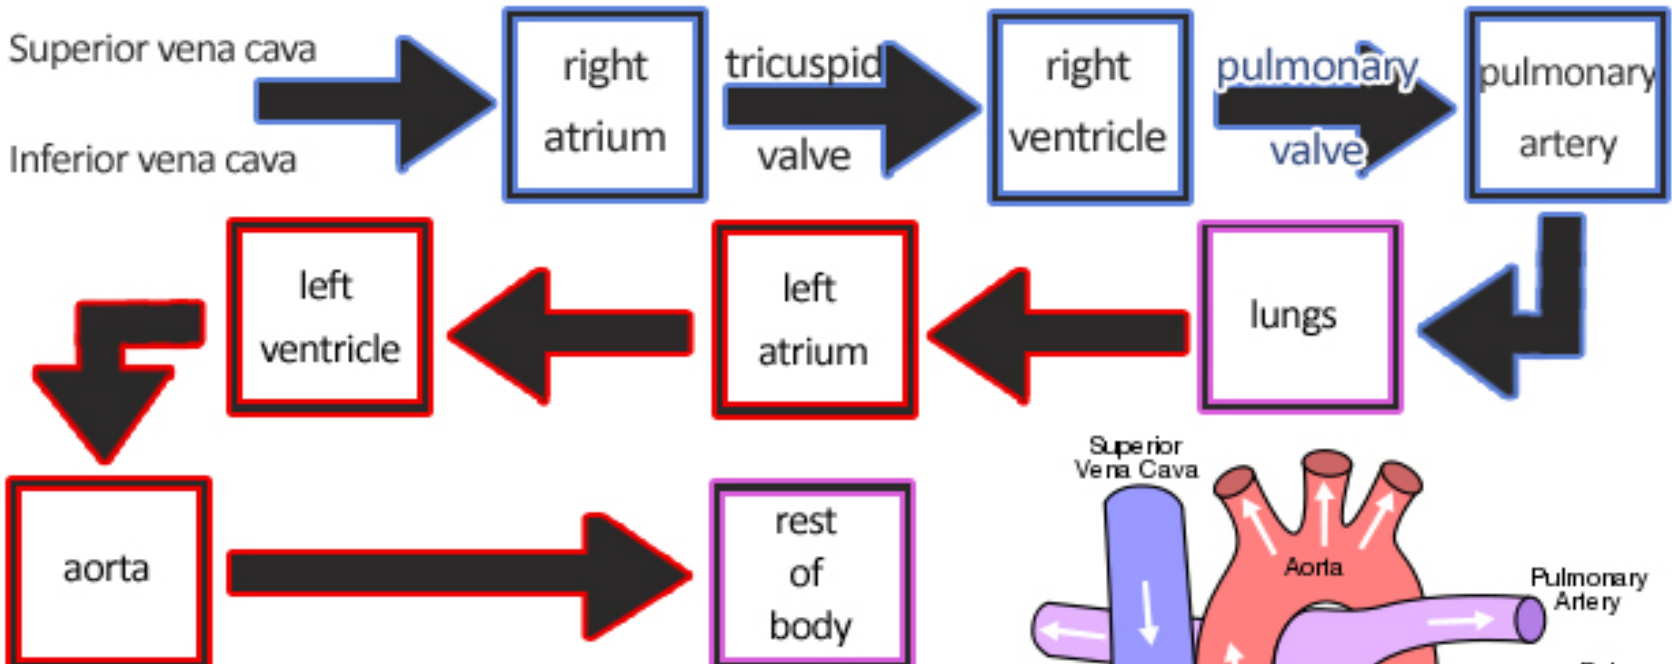 Superior vena cava
Inferior vena cava
right
atrium
tricuspid
valve
right
ventricle
pulmonary
valve
pulmonary
artery
left
ventricle
left
atrium
lungs
aorta
rest
of
body
Superior
Vena Cava
Aorta
Pulmonary
Artery